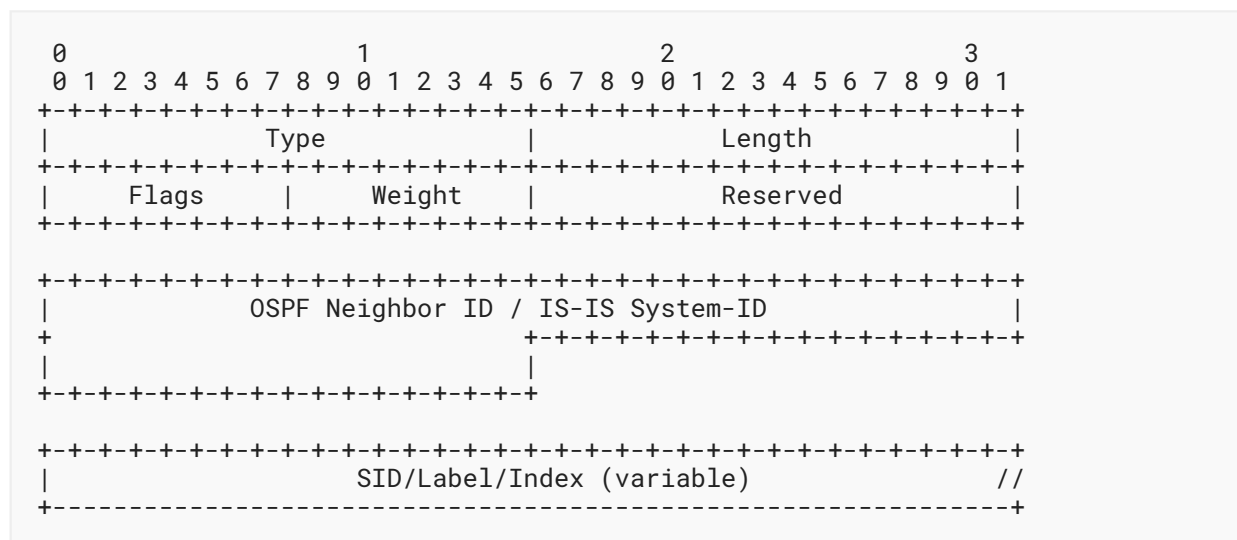 0                   1                   2                   3
 0 1 2 3 4 5 6 7 8 9 0 1 2 3 4 5 6 7 8 9 0 1 2 3 4 5 6 7 8 9 0 1
+-+-+-+-+-+-+-+-+-+-+-+-+-+-+-+-+-+-+-+-+-+-+-+-+-+-+-+-+-+-+-+-+
|              Type             |            Length             |
+-+-+-+-+-+-+-+-+-+-+-+-+-+-+-+-+-+-+-+-+-+-+-+-+-+-+-+-+-+-+-+-+
|     Flags     |     Weight    |            Reserved           |
+-+-+-+-+-+-+-+-+-+-+-+-+-+-+-+-+-+-+-+-+-+-+-+-+-+-+-+-+-+-+-+-+

+-+-+-+-+-+-+-+-+-+-+-+-+-+-+-+-+-+-+-+-+-+-+-+-+-+-+-+-+-+-+-+-+
|             OSPF Neighbor ID / IS-IS System-ID                |
+                               +-+-+-+-+-+-+-+-+-+-+-+-+-+-+-+-+
|                               |
+-+-+-+-+-+-+-+-+-+-+-+-+-+-+-+-+

+-+-+-+-+-+-+-+-+-+-+-+-+-+-+-+-+-+-+-+-+-+-+-+-+-+-+-+-+-+-+-+-+
|                    SID/Label/Index (variable)                //
+---------------------------------------------------------------+